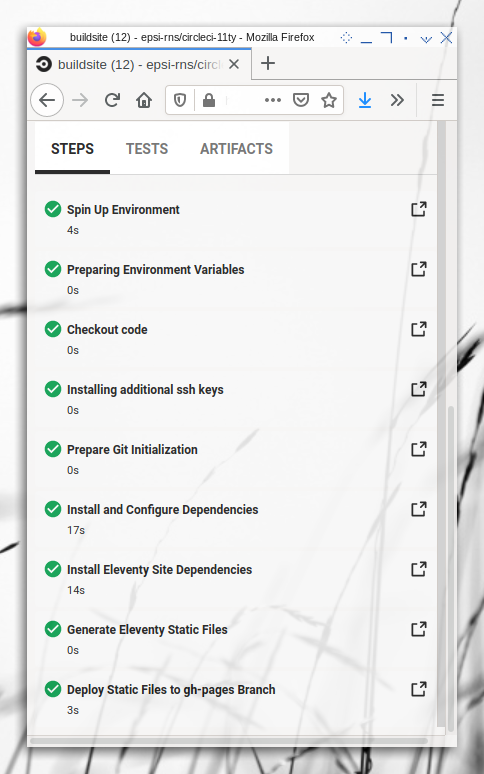 buildsite (12) - epsi-rns/circleci-11ty - Mozilla Firefox
buildsite (12) - epsi-rns/circl
STEPS TESTS ARTIFACTS
Spin Up Environment
4s
Preparing Environment Variables
0s
Checkout code
0s
Installing additional ssh keys
0s
Prepare Git Initialization
0s
Install and Configure Dependencies
17s
Install Eleventy Site Dependencies
14s
Generate Eleventy Static Files
0s
Deploy Static Files to gh-pages Branch
3s